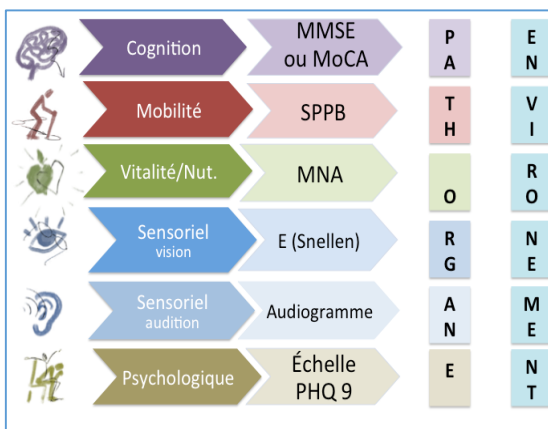 Cognition
MMSE
ou MoCA
P
A
E
N
Mobilité
SPPB
T
H
V
I
Vitalité/Nut.
MNA
O
R
O
Sensoriel
vision
E (Snellen)
R
G
N
E
Sensoriel
audition
Audiogramme
A
N
M
E
Psychologique
Échelle
PHQ 9
E
N
T